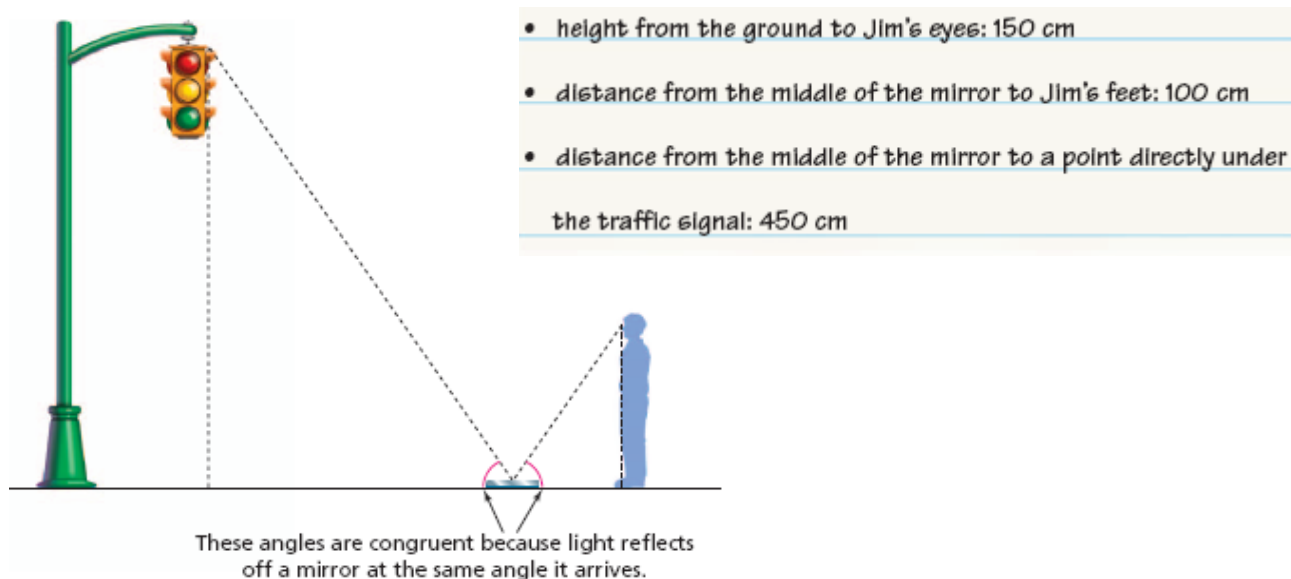 • height from the ground to Jim's eyes: 150 cm
• distance from the middle of the mirror to Jim's feet: 100 cm
• distance from the middle of the mirror to a point directly under
the traffic signal: 450 cm
These angles are congruent because light reflects
off a mirror at the same angle it arrives.